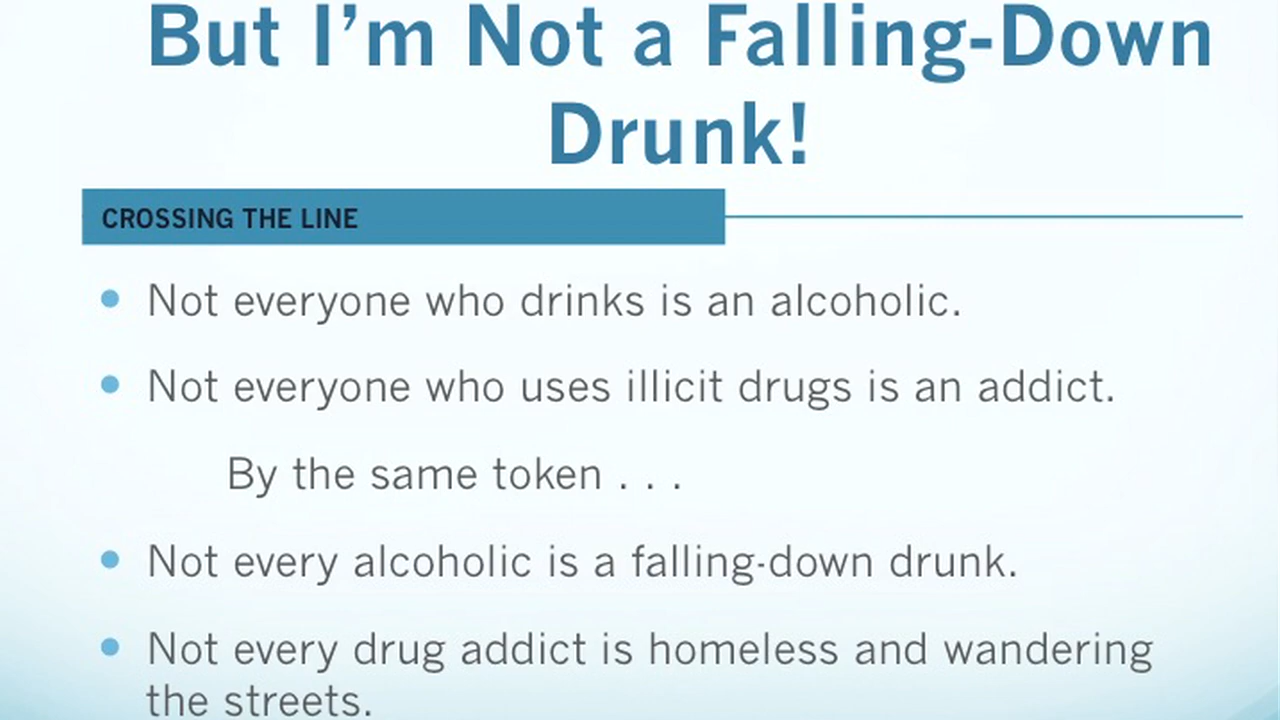 But I’m Not a Falling-Down
Drunk!
CROSSING THE LINE
• Not everyone who drinks is an alcoholic.
• Not everyone who uses illicit drugs is an addict.
By the same token . . .
• Not every alcoholic is a falling-down drunk.
• Not every drug addict is homeless and wandering
the streets.